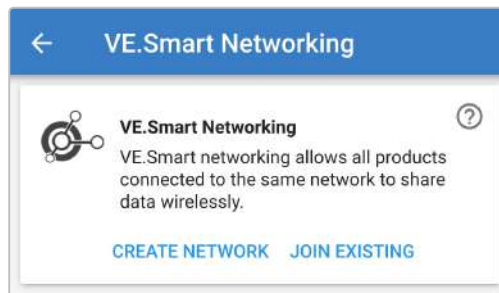 VE.Smart Networking
VE.Smart Networking
VE.Smart networking allows all products
connected to the same network to share
data wirelessly.
CREATE NETWORK JOIN EXISTING